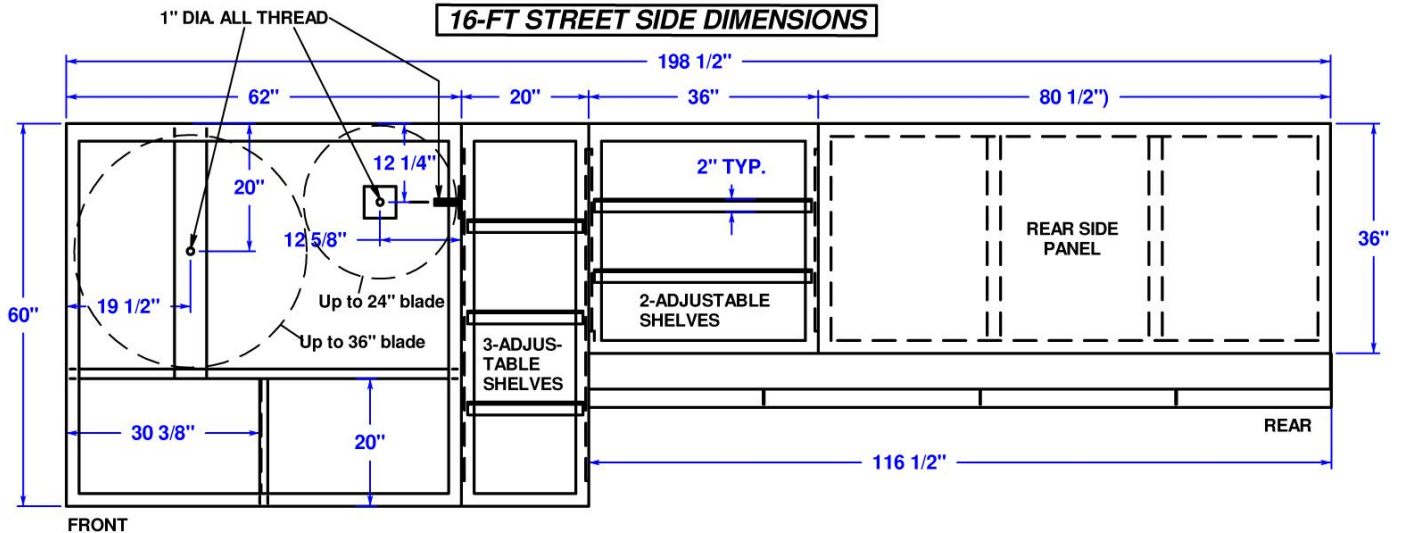 1" DIA. ALL THREAD
16-FT STREET SIDE DIMENSIONS
198 1/2"
62"
20"
36"
80 1/2")
12 1/4"
20"
2" TYP.
12 5/8"
REAR SIDE
PANEL
36"
19 1/2"
Up to 24" blade
2-ADJUSTABLE
SHELVES
60"
Up to 36" blade
3-ADJUS-
TABLE
SHELVES
30 3/8"
20"
REAR
116 1/2"
FRONT